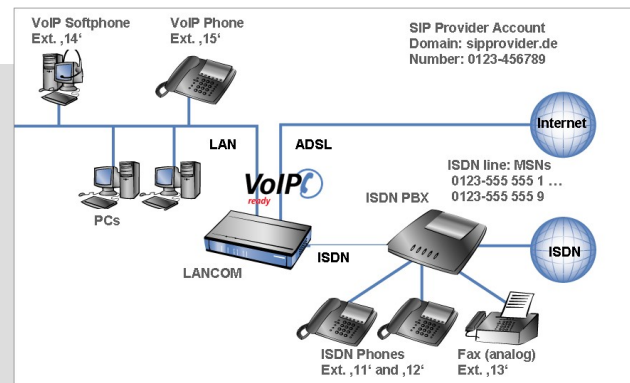 VoIP Softphone
Ext. ,14‘
VoIP Phone
Ext. ,15‘
SIP Provider Account
Domain: sipprovider.de
Number: 0123-456789
Internet
LAN
ADSL
ISDN line: MSNs
0123-555 555 1 ...
0123-555 555 9
VoIP
ready
ISDN PBX
PCs
LANCOM
ISDN
ISDN
ISDN Phones
Ext. ,11‘ and ,12‘
Fax (analog)
Ext. ,13‘